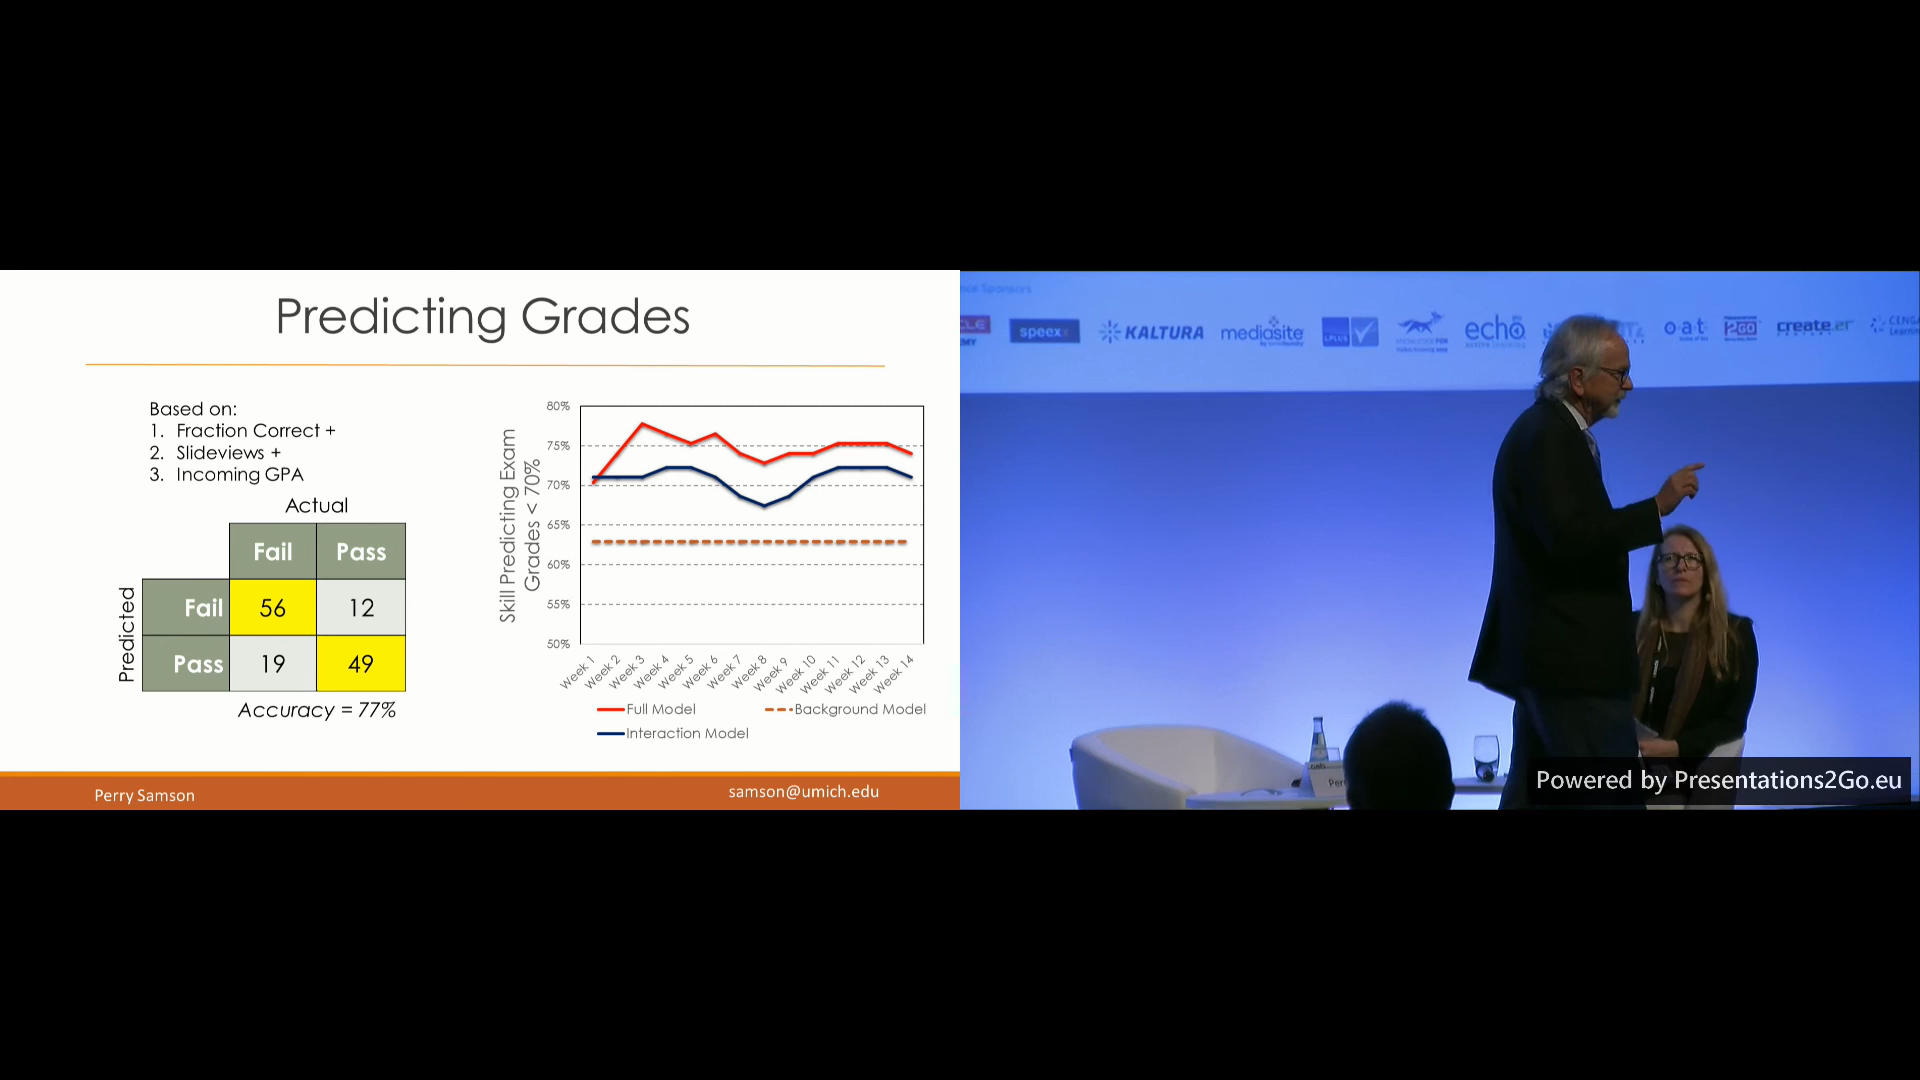 Predicting Grades
Based on:
1. Fraction Correct +
2. Slideviews +
3. Incoming GPA
Actual
Fail Pass
Predicted
Fail 56 12
Pass 19 49
Accuracy = 77%
Skill Predicting Exam
Grades < 70%
80%
75%
70%
65%
60%
55%
50%
Week 1 Week 2 Week 3 Week 4 Week 5 Week 6 Week 7 Week 8 Week 9 Week 10 Week 11 Week 12 Week 13 Week 14
Full Model Background Model
Interaction Model
Perry Samson
samson@umich.edu
Sponsors
speexx KALTURA mediasite echo oat 2GO create.er
Powered by Presentations2Go.eu